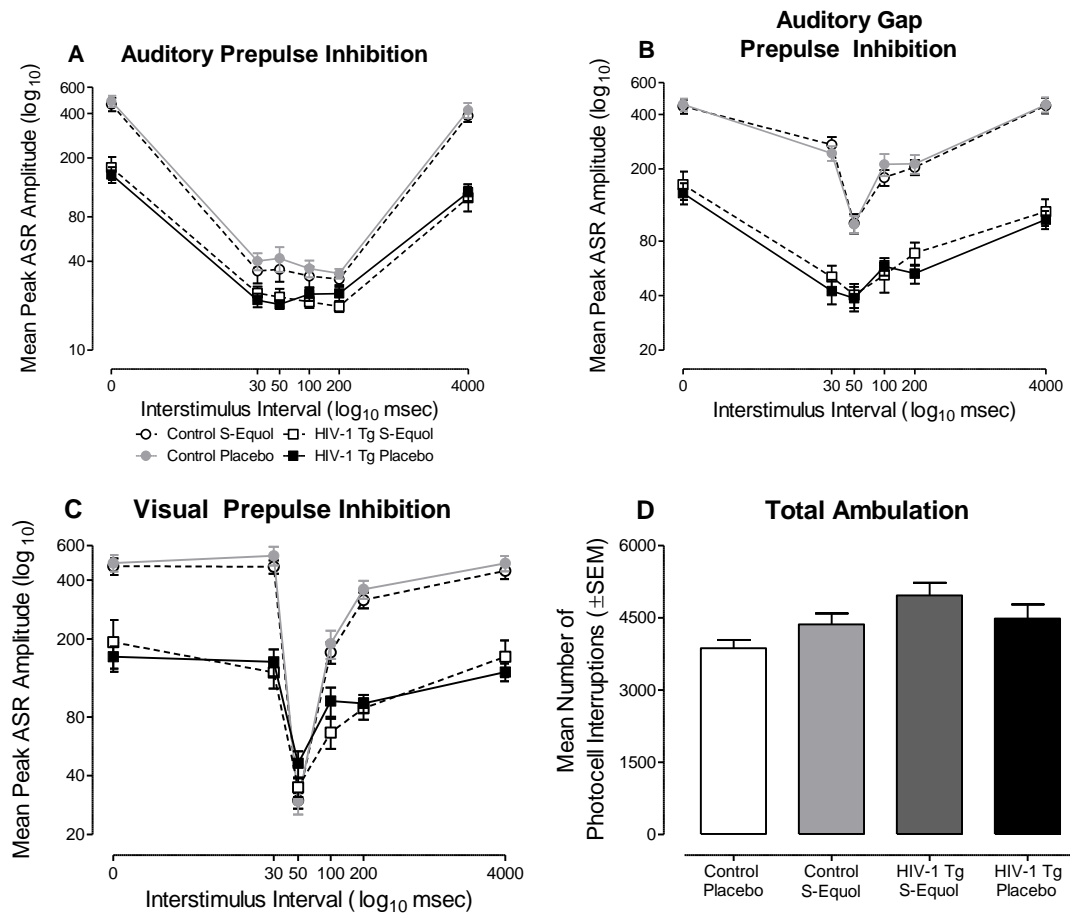 A Auditory Prepulse Inhibition
Mean Peak ASR Amplitude (log10)
600
400
200
80
40
10
0 30 50 100 200 4000
Interstimulus Interval (log10 msec)
Control S-Equol HIV-1 Tg S-Equol
Control Placebo HIV-1 Tg Placebo
B Auditory Gap
Prepulse Inhibition
Mean Peak ASR Amplitude (log10)
600
400
200
80
40
20
0 30 50 100 200 4000
Interstimulus Interval (log10 msec)
C Visual Prepulse Inhibition
Mean Peak ASR Amplitude (log10)
600
400
200
80
40
20
0 30 50 100 200 4000
Interstimulus Interval (log10 msec)
D Total Ambulation
Mean Number of
Photocell Interruptions (±SEM)
6000
4500
3000
1500
0
Control Control HIV-1 Tg HIV-1 Tg
Placebo S-Equol S-Equol Placebo